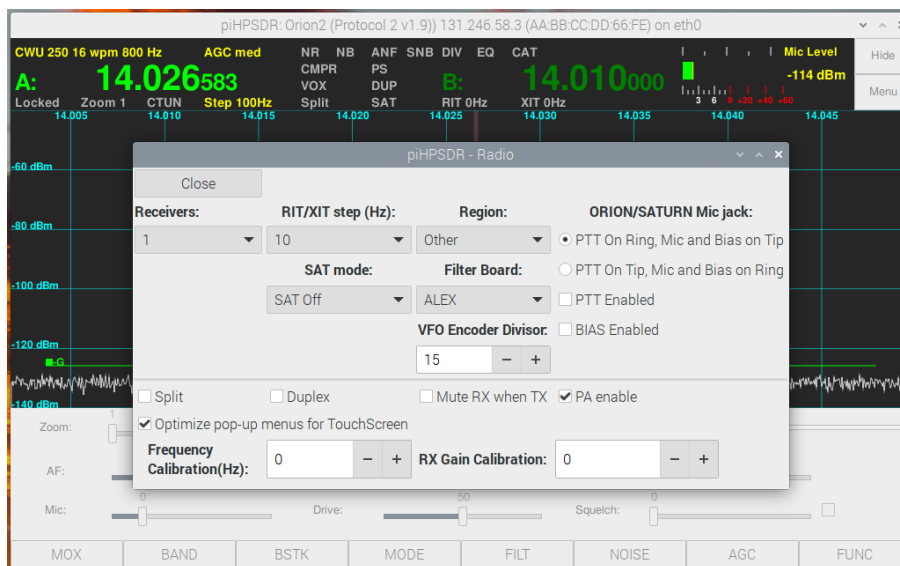 piHPSDR: Orion2 (Protocol 2 v1.9)) 131.246.58.3 (AA:BB:CC:DD:66:FE) on eth0
CWU 250 16 wpm 800 Hz AGC med NR NB ANF SNB DIV EQ CAT Mic Level Hide
CMPR PS
A: 14.026583 VOX DUP B: 14.010000 -114 dBm
Locked Zoom 1 CTUN Step 100Hz Split SAT RIT 0Hz XIT 0Hz 3 6 9 +20 +40 +60 Menu
14.005 14.010 14.015 14.020 14.025 14.030 14.035 14.040 14.045
piHPSDR - Radio
-60 dBm
Close
Receivers: RIT/XIT step (Hz): Region: ORION/SATURN Mic jack:
-80 dBm
1 10 Other PTT On Ring, Mic and Bias on Tip
SAT mode: Filter Board: PTT On Tip, Mic and Bias on Ring
-100 dBm
SAT Off ALEX PTT Enabled
VFO Encoder Divisor: BIAS Enabled
-120 dBm
-G
15 - +
Split Duplex Mute RX when TX PA enable
-140 dBm
1
Zoom: Optimize pop-up menus for TouchScreen
Frequency Calibration(Hz): 0 - + RX Gain Calibration: 0 - +
AF:
0 50 0
Mic: Drive: Squelch:
MOX BAND BSTK MODE FILT NOISE AGC FUNC